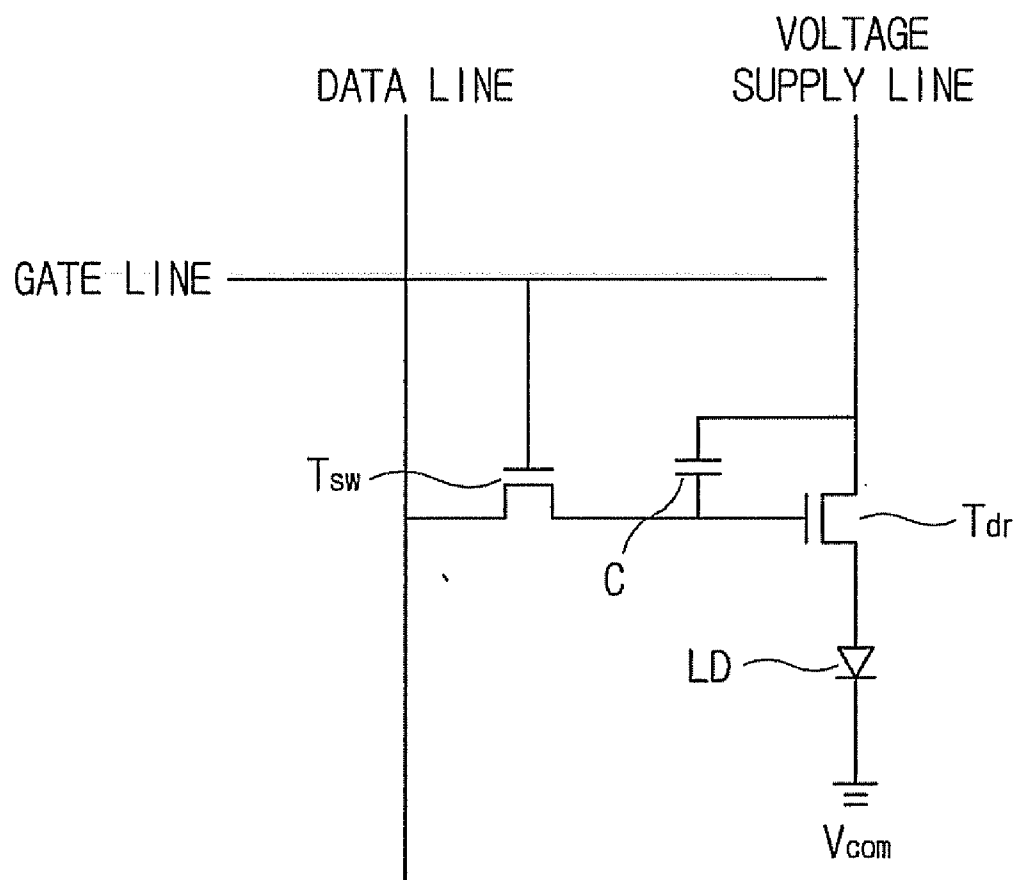 VOLTAGE
SUPPLY LINE
DATA LINE
GATE LINE
Tsw
C
Tdr
LD
Vcom